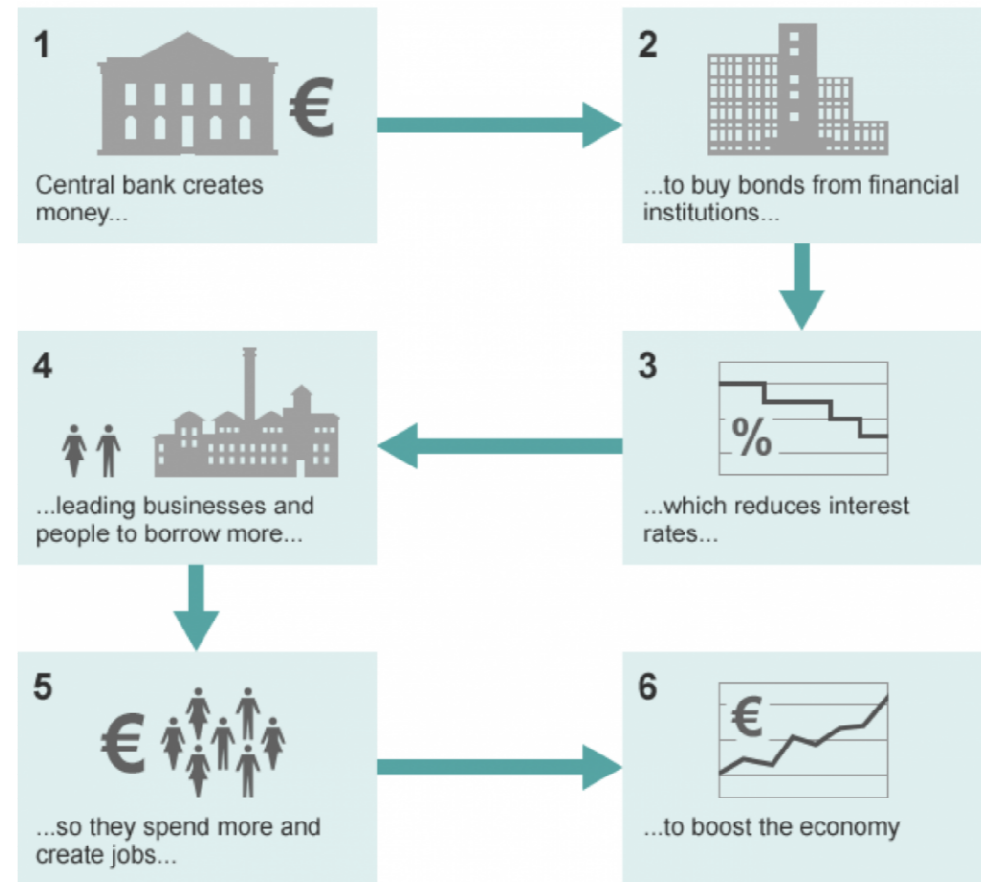 1
€
Central bank creates
money...
2
...to buy bonds from financial
institutions...
3
%
...which reduces interest
rates...
4
...leading businesses and
people to borrow more...
5
€
...so they spend more and
create jobs...
6
€
...to boost the economy